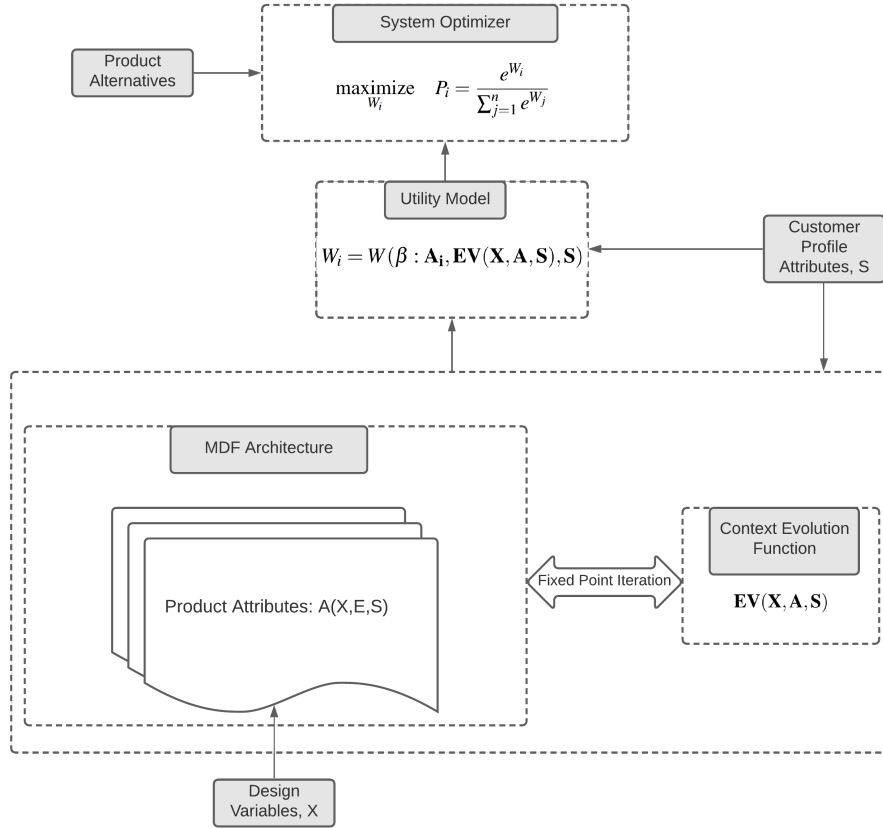 System Optimizer
Product
Alternatives
maximize P_i = e^{W_i} / \sum_{j=1}^{n} e^{W_j}
W_i
Utility Model
W_i = W(β : A_i, EV(X, A, S), S)
Customer
Profile
Attributes, S
MDF Architecture
Context Evolution
Function
Fixed Point Iteration
EV(X, A, S)
Product Attributes: A(X,E,S)
Design
Variables, X